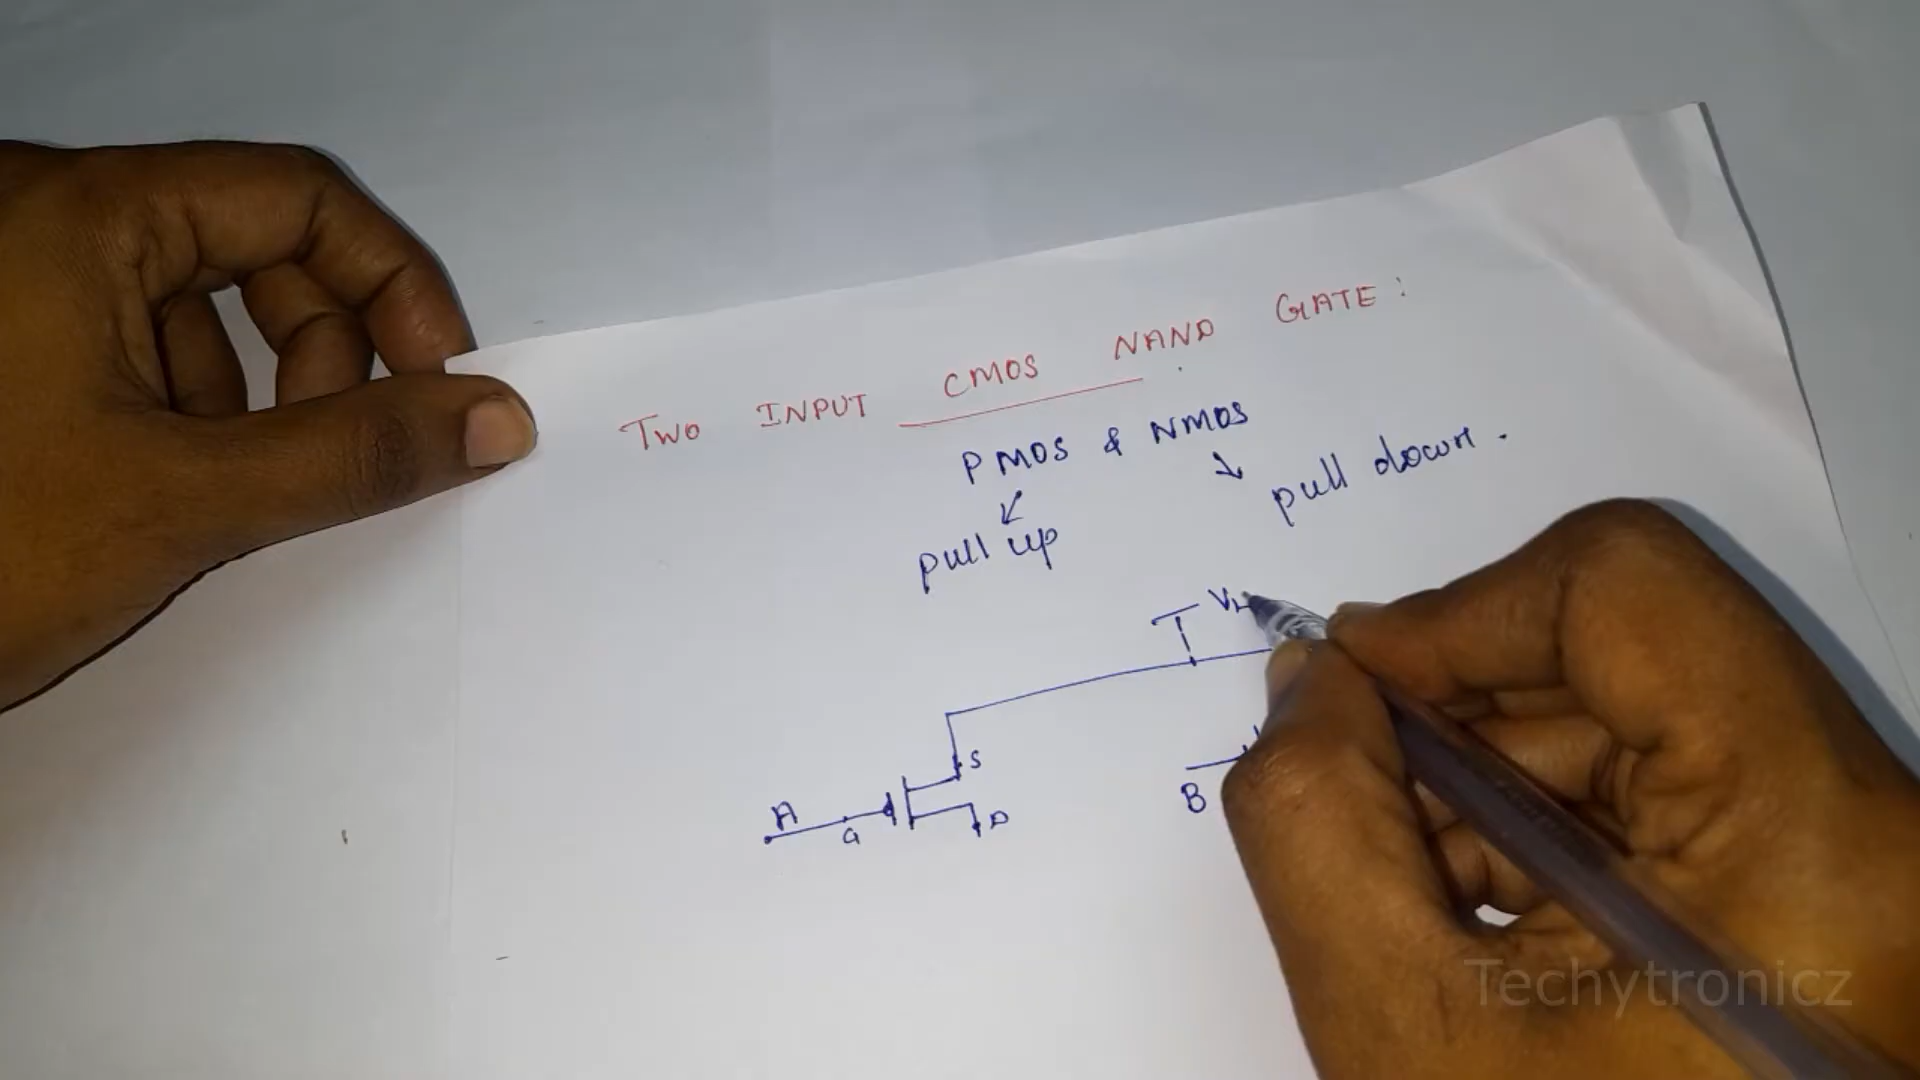 TWO INPUT CMOS NAND GATE:
PMOS & NMOS
pull down.
pull up
S
A
G
D
B
Techytronicz